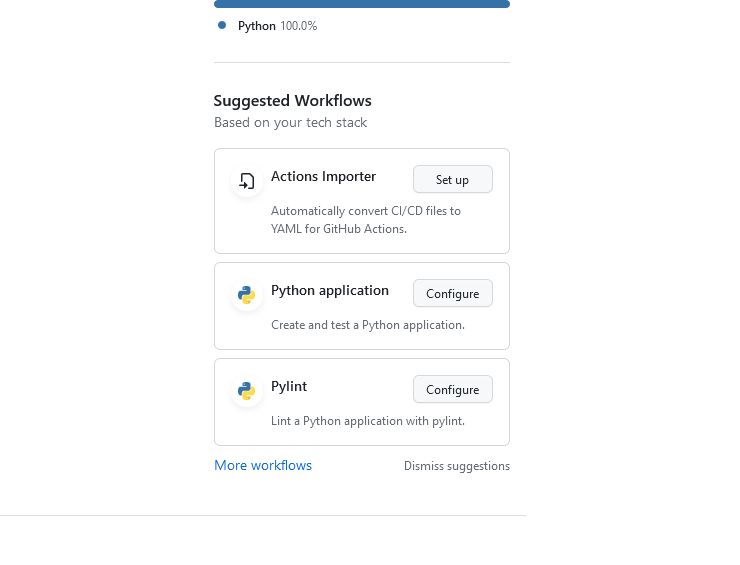 Python 100.0%
Suggested Workflows
Based on your tech stack
Actions Importer
Set up
Automatically convert CI/CD files to
YAML for GitHub Actions.
Python application
Configure
Create and test a Python application.
Pylint
Configure
Lint a Python application with pylint.
More workflows
Dismiss suggestions